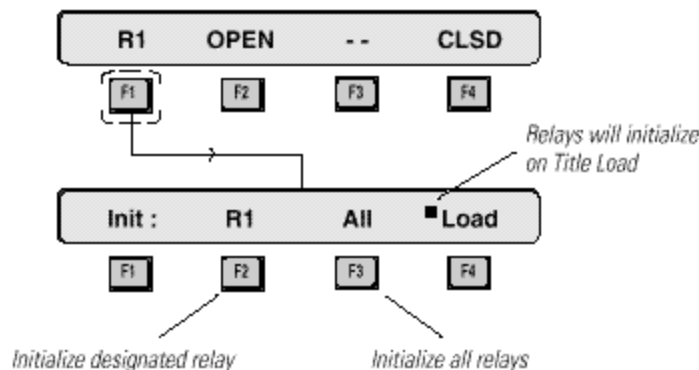 R1 OPEN - - CLSD
F1 F2 F3 F4
Relays will initialize
on Title Load
Init : R1 All ■Load
F1 F2 F3 F4
Initialize designated relay Initialize all relays